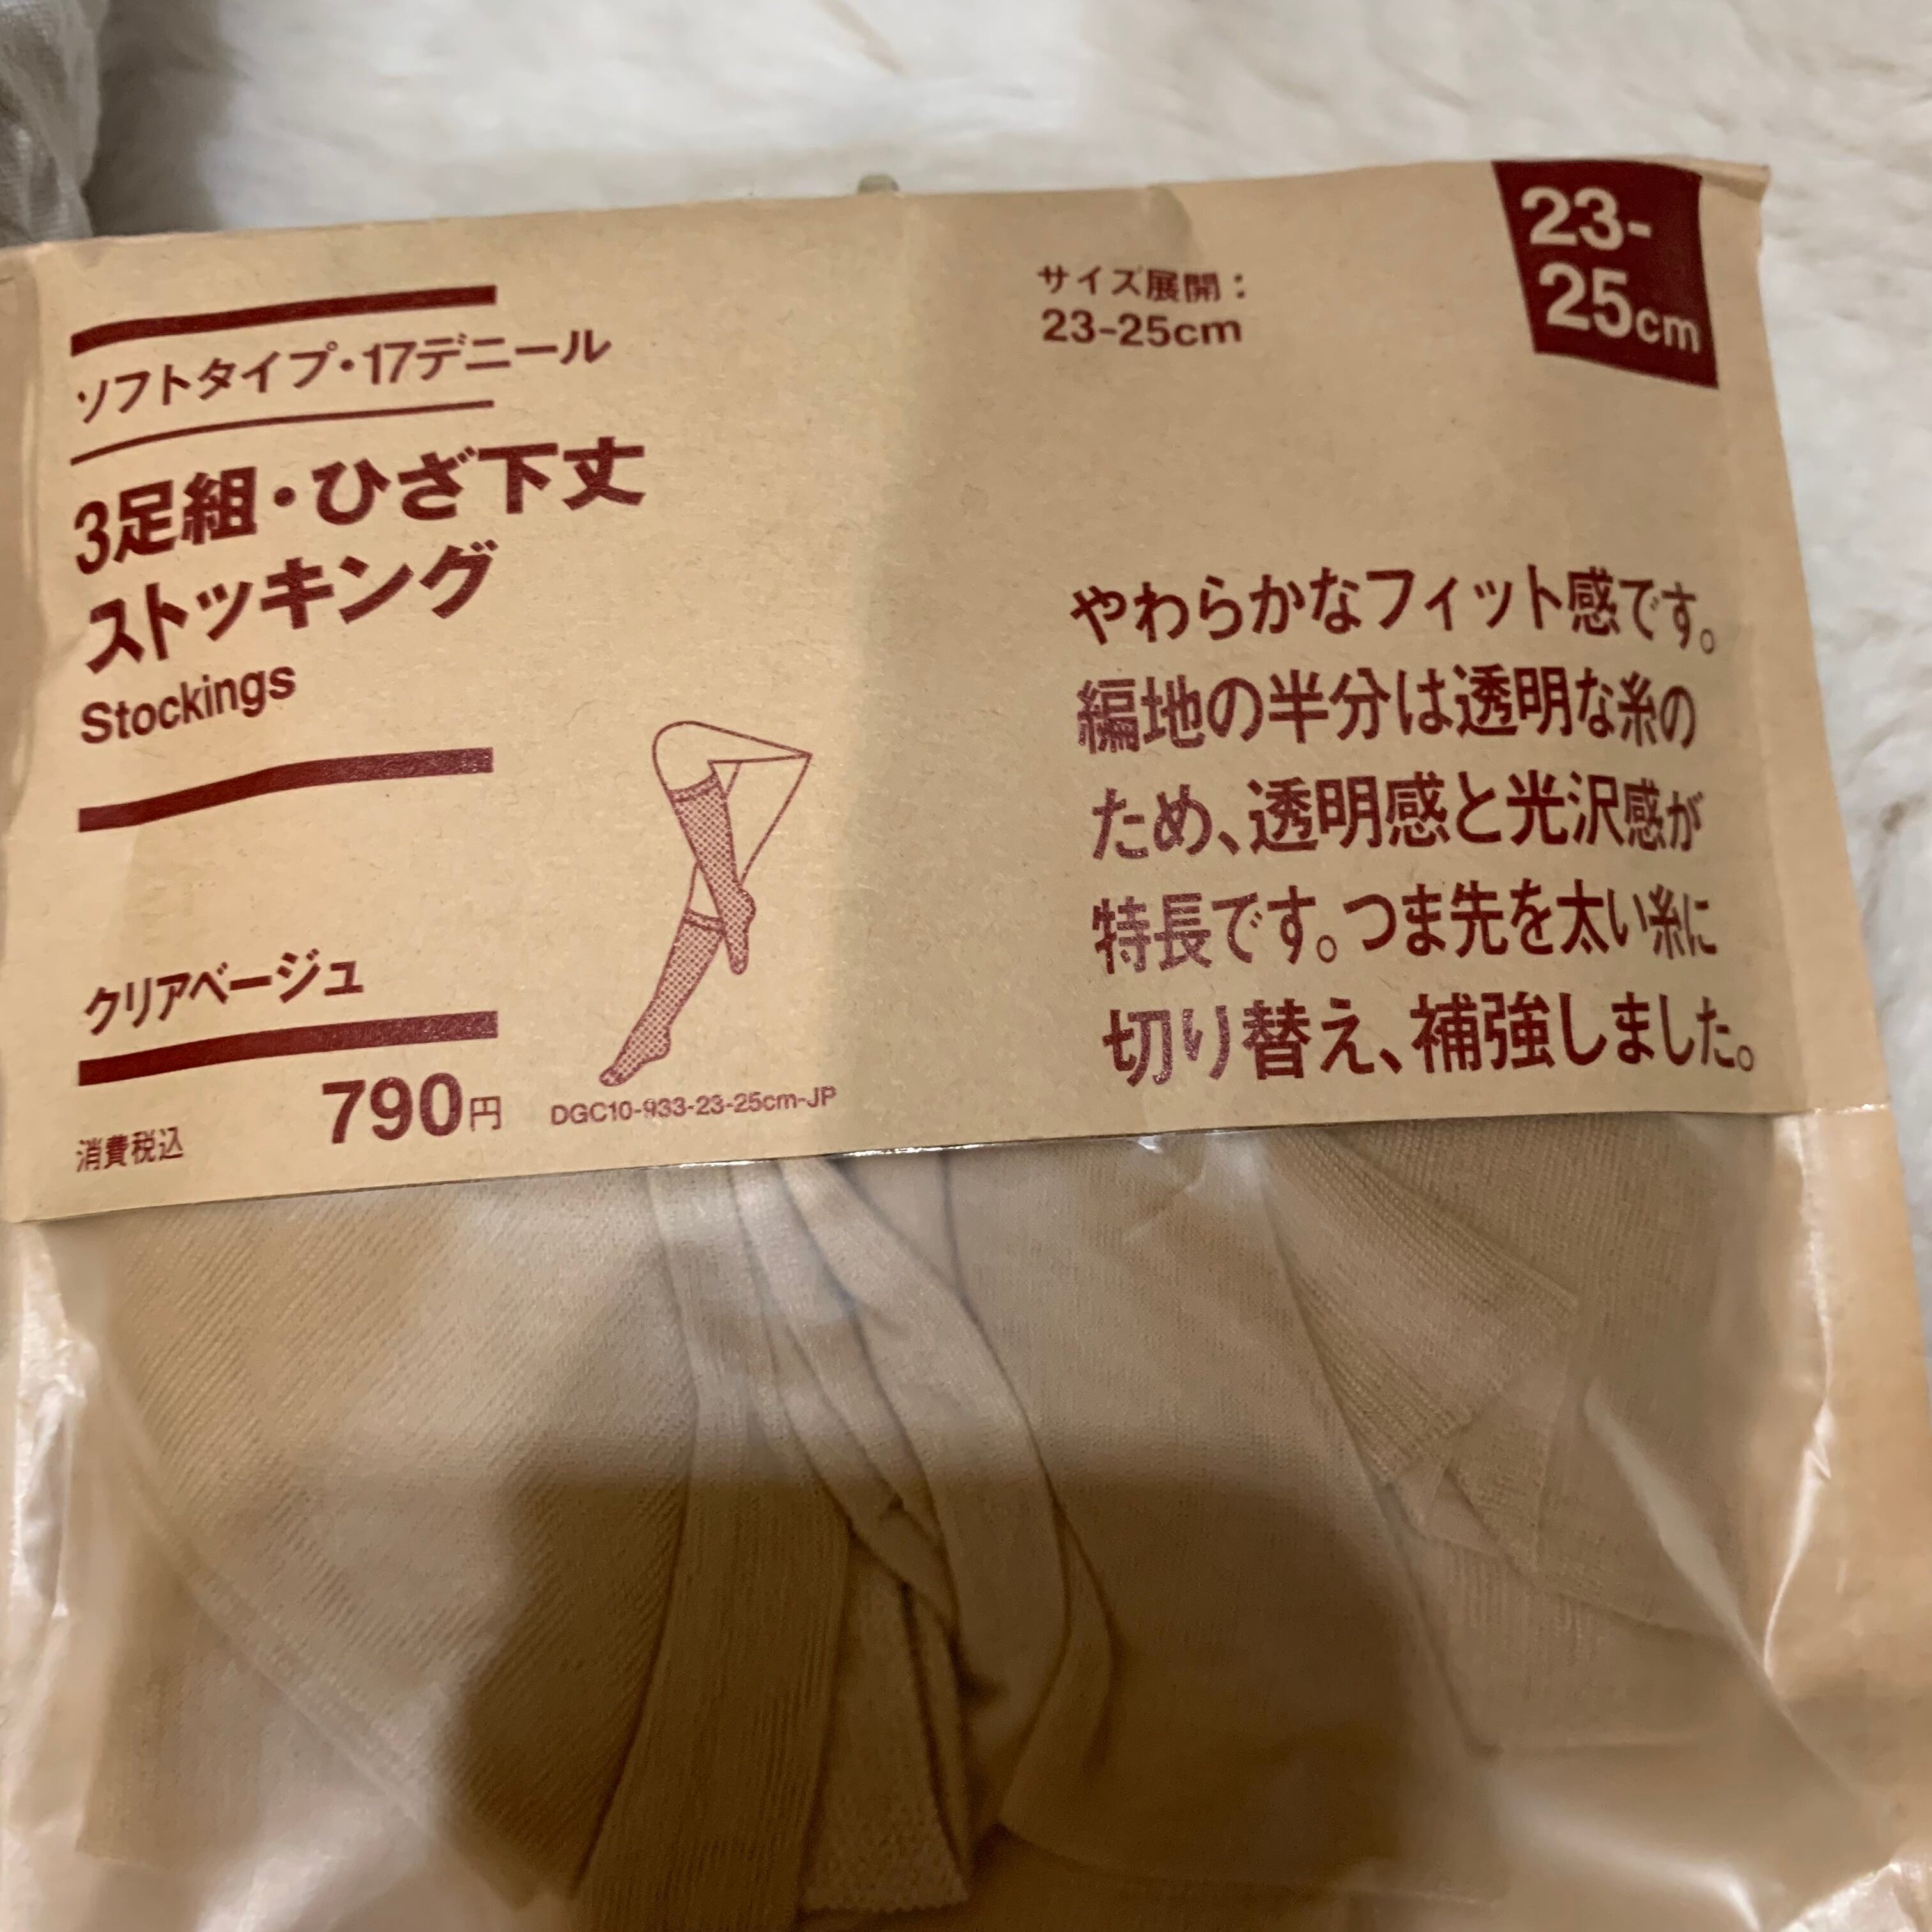 ソフトタイプ・17デニール
3足組・ひざ下丈
ストッキング
Stockings
クリアベージュ
消費税込 790円
DGC10-933-23-25cm-JP
サイズ展開：
23-25cm
23-
25cm
やわらかなフィット感です。
編地の半分は透明な糸の
ため、透明感と光沢感が
特長です。つま先を太い糸に
切り替え、補強しました。